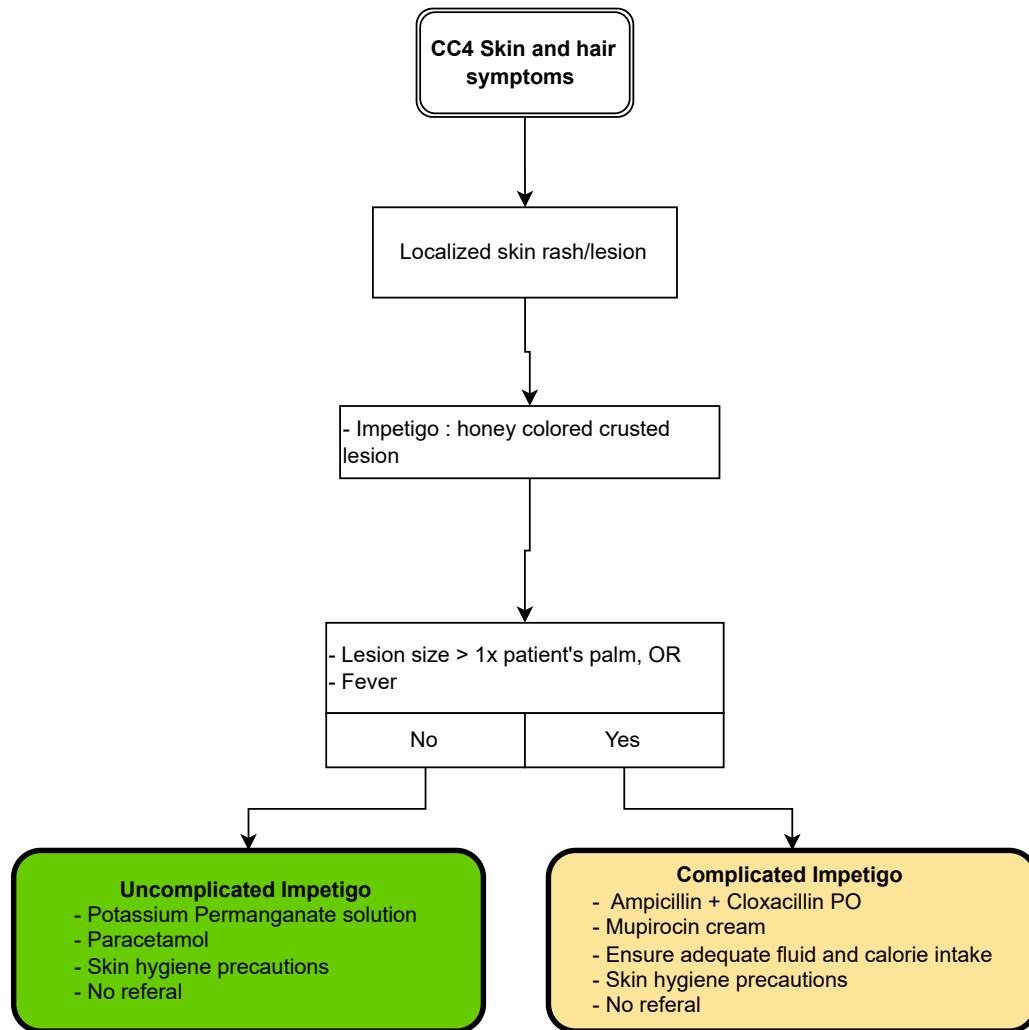 CC4 Skin and hair
symptoms
Localized skin rash/lesion
- Impetigo : honey colored crusted
lesion
- Lesion size > 1x patient's palm, OR
- Fever
No
Yes
Uncomplicated Impetigo
- Potassium Permanganate solution
- Paracetamol
- Skin hygiene precautions
- No referal
Complicated Impetigo
- Ampicillin + Cloxacillin PO
- Mupirocin cream
- Ensure adequate fluid and calorie intake
- Skin hygiene precautions
- No referal